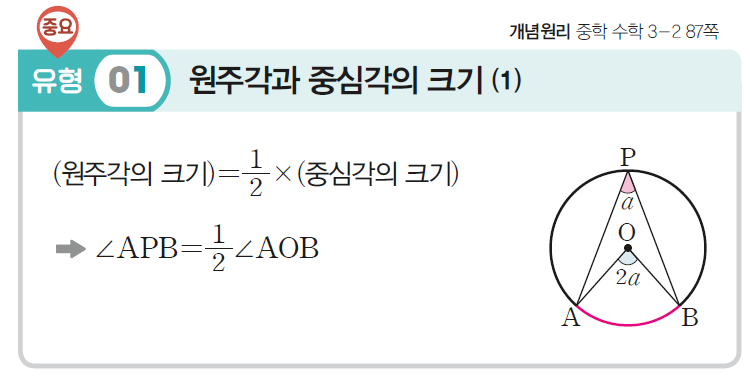 중요
개념원리 중학 수학 3-2 87쪽
유형 01 원주각과 중심각의 크기 (1)
(원주각의 크기)=1/2×(중심각의 크기)
➡ ∠APB=1/2∠AOB
P
a
O
2a
A B